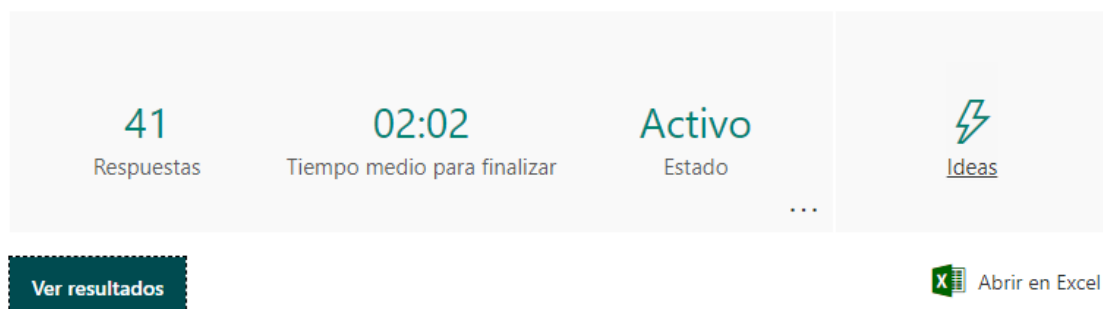 41
Respuestas
02:02
Tiempo medio para finalizar
Activo
Estado
...
Ideas
Ver resultados
Abrir en Excel